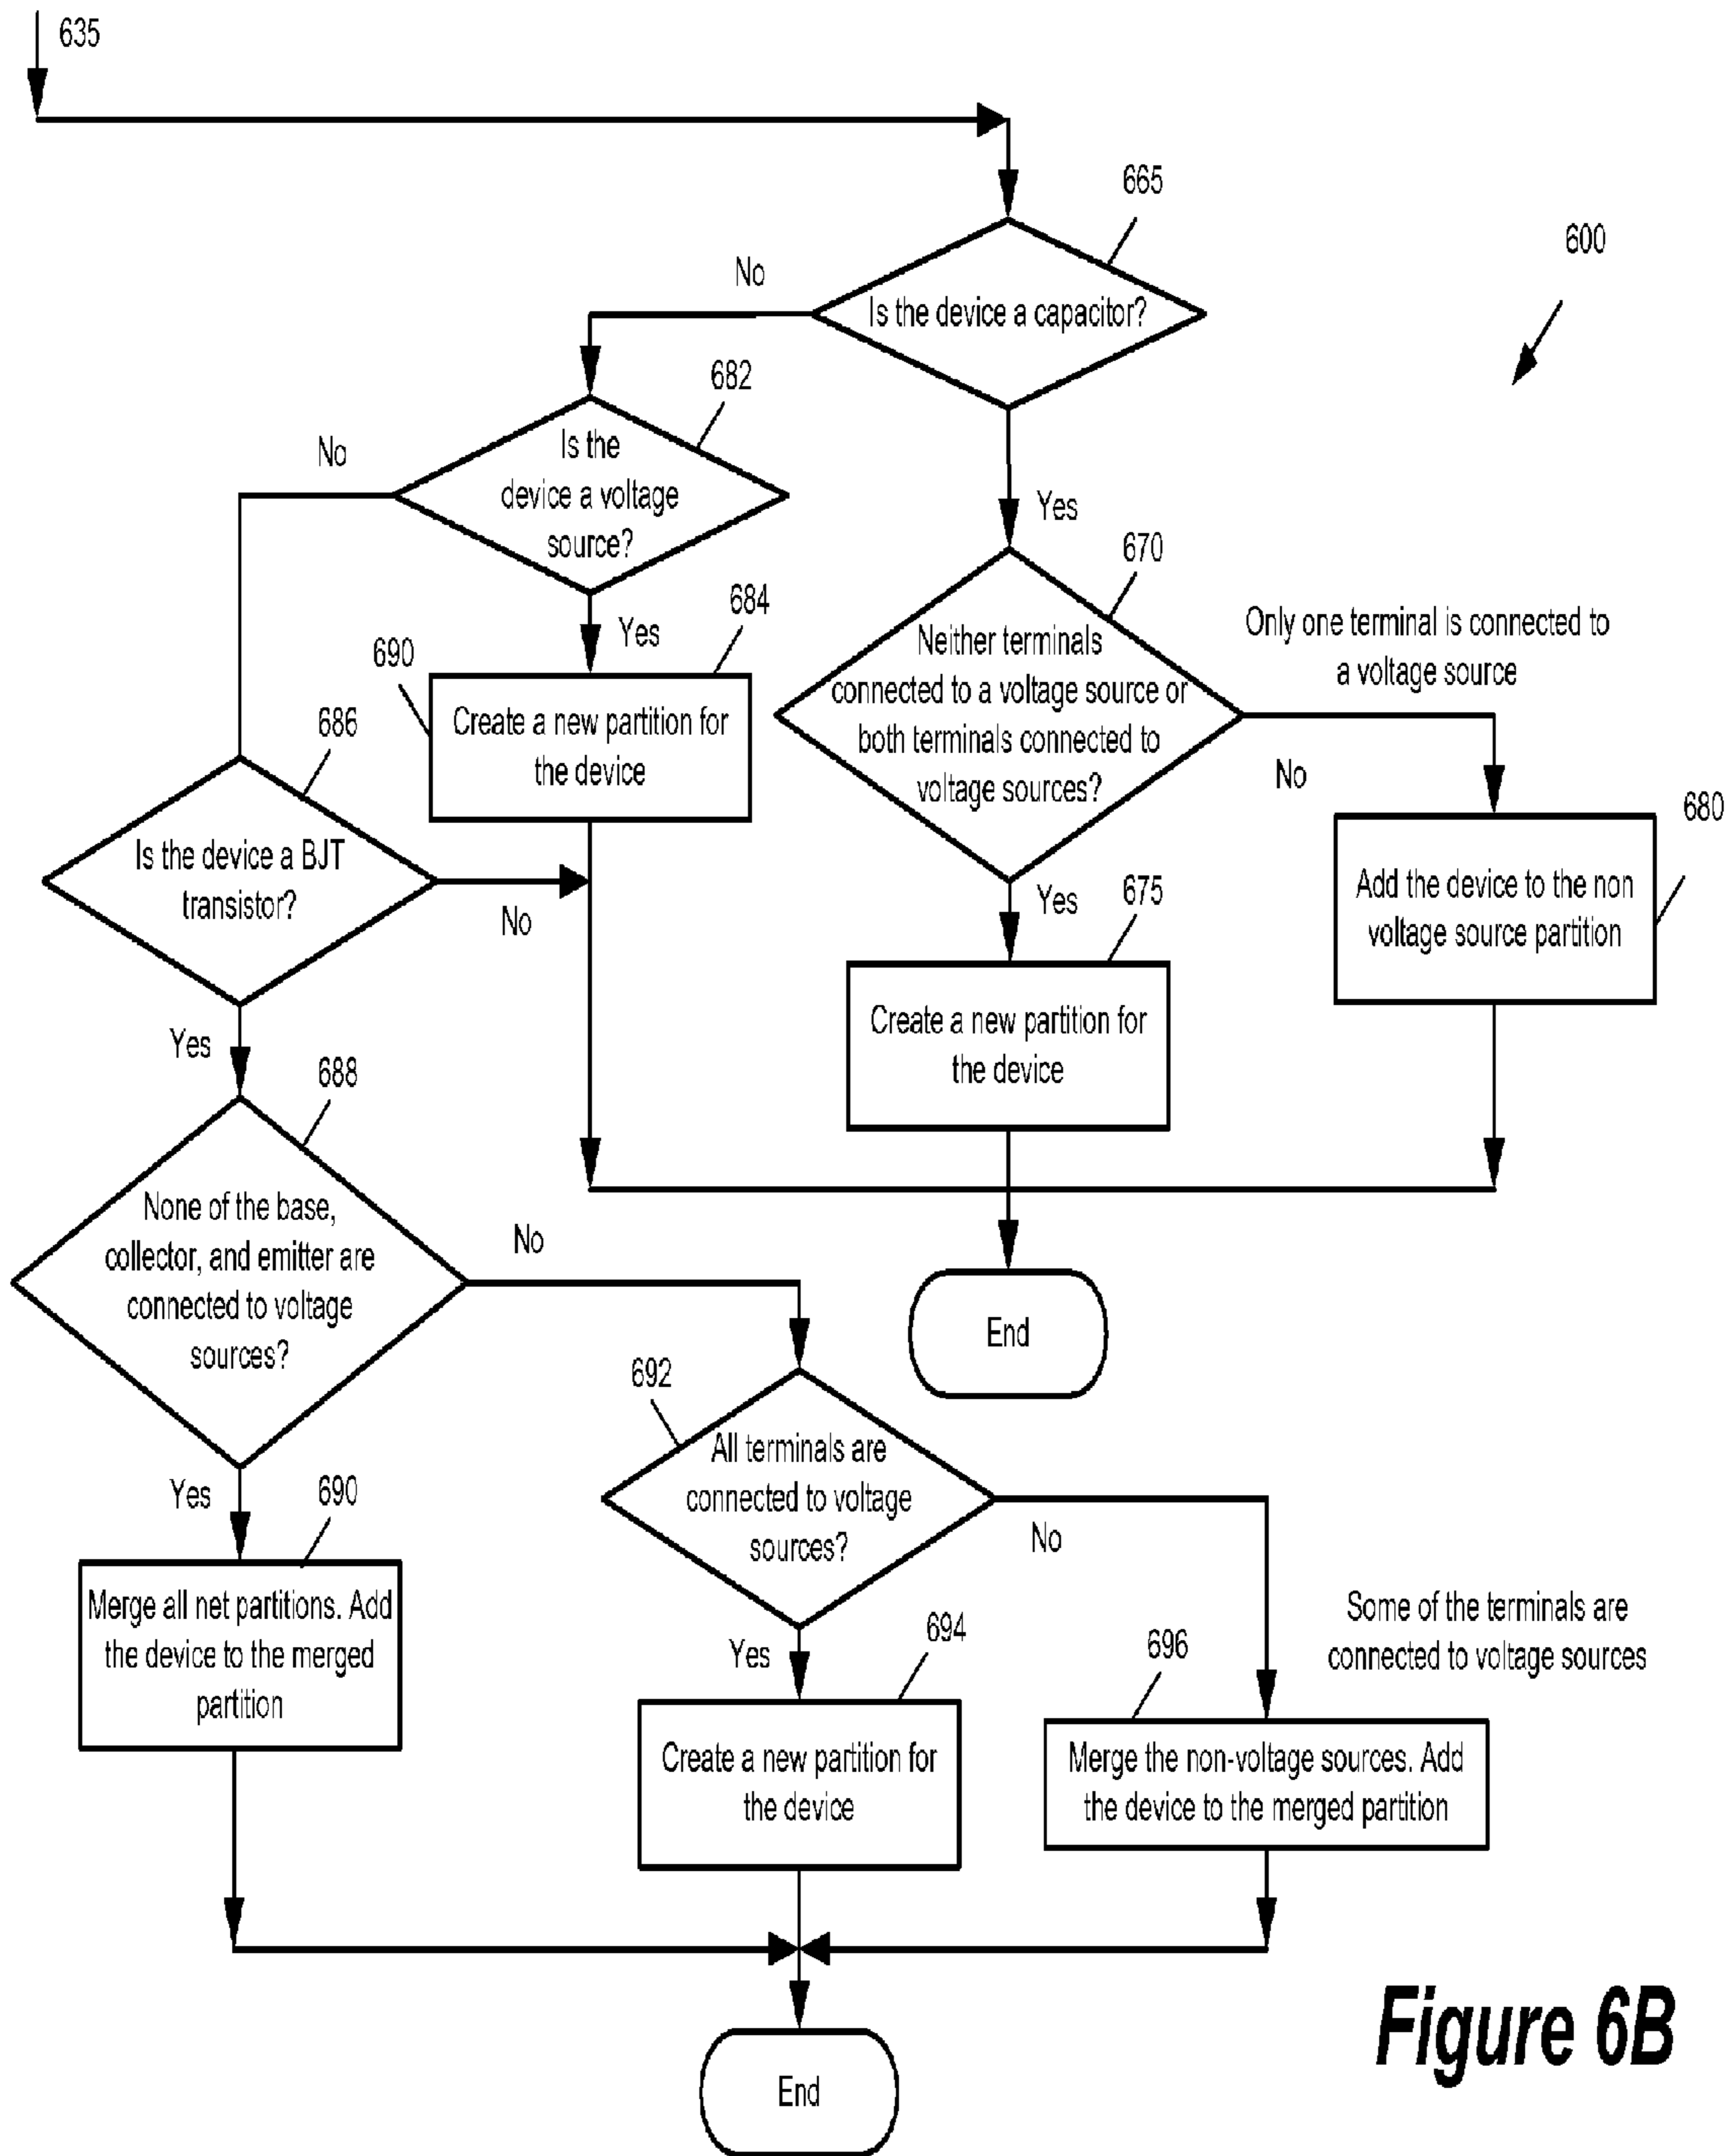 635
665
600
No
Is the device a capacitor?
682
No
Is the
device a voltage
source?
Yes
670
684
Yes
690
Only one terminal is connected to
a voltage source
Neither terminals
connected to a voltage source or
both terminals connected to
voltage sources?
Create a new partition for
the device
686
No
680
Is the device a BJT
transistor?
No
Yes
675
Add the device to the non
voltage source partition
Create a new partition for
the device
Yes
688
None of the base,
collector, and emitter are
connected to voltage
sources?
No
End
692
All terminals are
connected to voltage
sources?
Yes
690
No
Merge all net partitions. Add
the device to the merged
partition
Some of the terminals are
connected to voltage sources
Yes
694
696
Create a new partition for
the device
Merge the non-voltage sources. Add
the device to the merged partition
End
Figure 6B